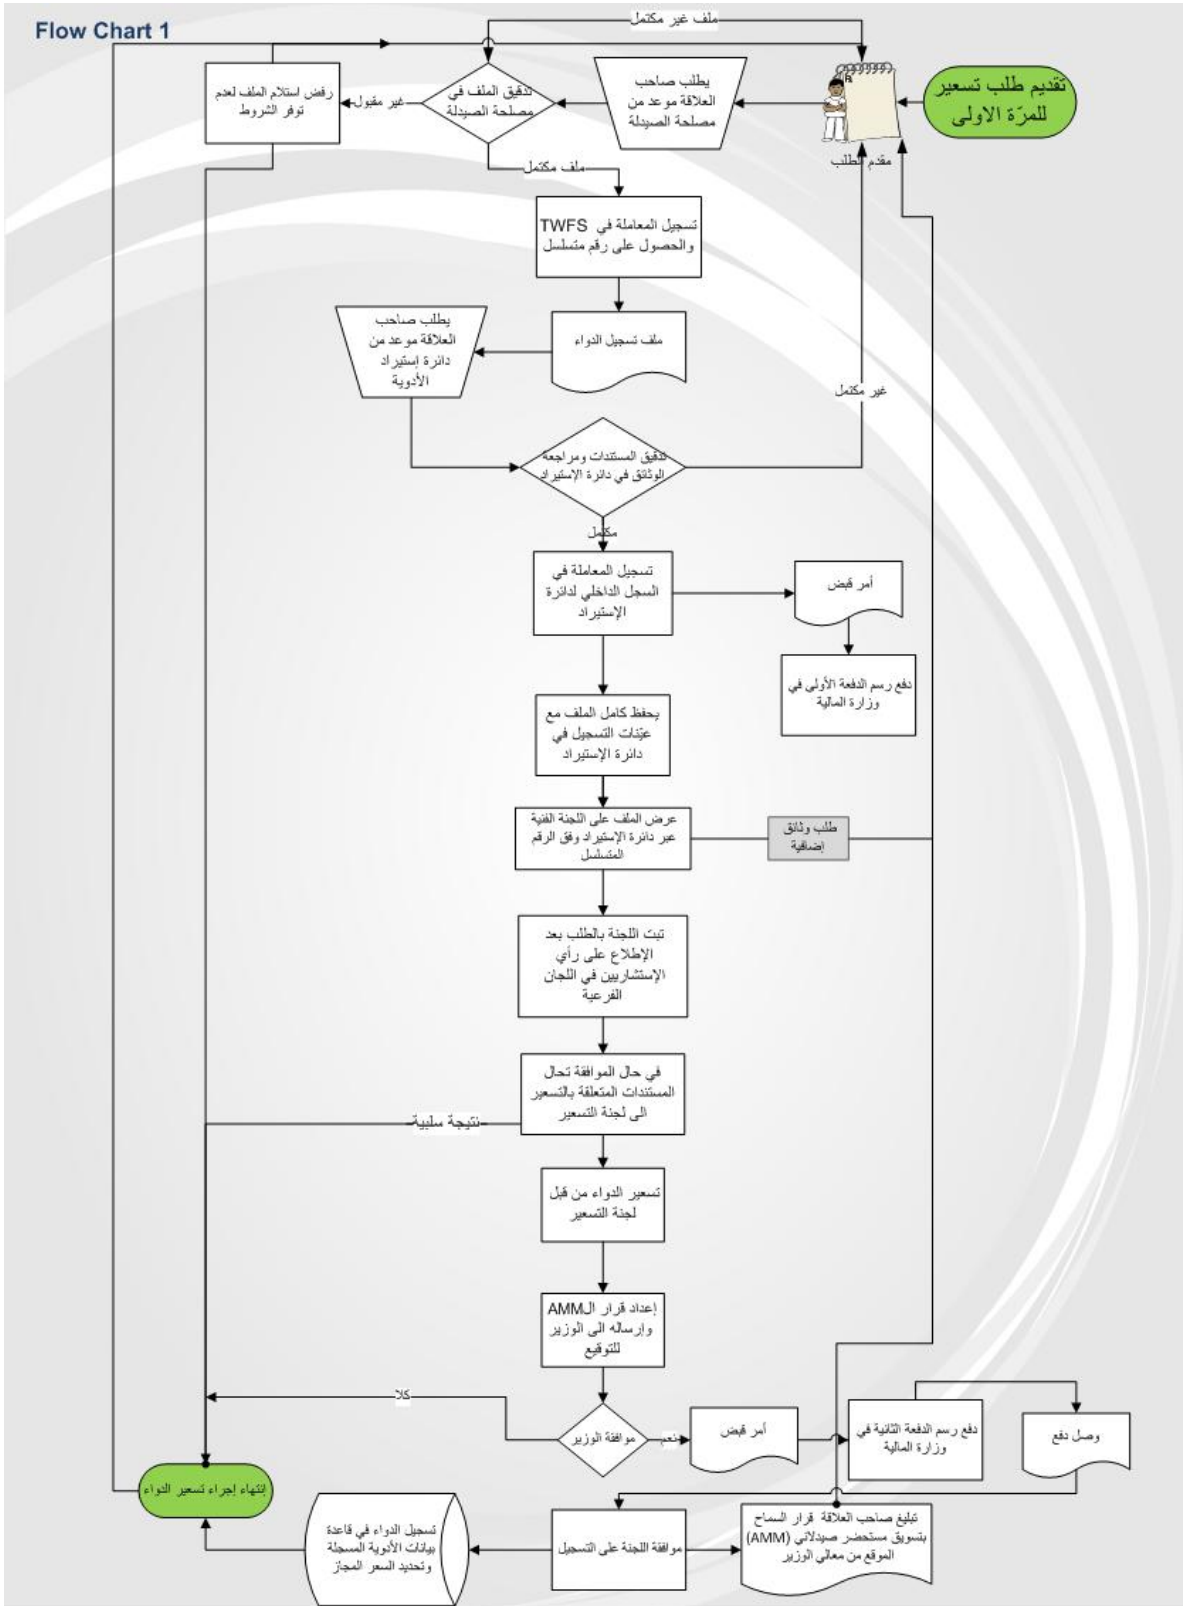 Flow Chart 1
ملف غير مكتمل
تقديم طلب تسعير
للمرّة الاولى
مقدم الطلب
يطلب صاحب
العلاقة موعد من
مصلحة الصيدلة
تدقيق الملف في
مصلحة الصيدلة
غير مقبول
رفض استلام الملف لعدم
توفر الشروط
ملف مكتمل
تسجيل المعاملة في TWFS
والحصول على رقم متسلسل
ملف تسجيل الدواء
يطلب صاحب
العلاقة موعد من
دائرة إستيراد
الأدوية
غير مكتمل
تدقيق المستندات ومراجعة
الوثائق في دائرة الإستيراد
مكتمل
تسجيل المعاملة في
السجل الداخلي لدائرة
الإستيراد
أمر قبض
دفع رسم الدفعة الأولى في
وزارة المالية
يحفظ كامل الملف مع
عيّنات التسجيل في
دائرة الإستيراد
عرض الملف على اللجنة الفنية
عبر دائرة الإستيراد وفق الرقم
المتسلسل
طلب وثائق
إضافية
تبت اللجنة بالطلب بعد
الإطلاع على رأي
الإستشاريين في اللجان
الفرعية
في حال الموافقة تحال
المستندات المتعلقة بالتسعير
الى لجنة التسعير
نتيجة سلبية
تسعير الدواء من قبل
لجنة التسعير
إعداد قرار الAMM
وإرساله الى الوزير
للتوقيع
كلا
موافقة الوزير
نعم
أمر قبض
دفع رسم الدفعة الثانية في
وزارة المالية
وصل دفع
إنتهاء إجراء تسعير الدواء
تسجيل الدواء في قاعدة
بيانات الأدوية المسجلة
وتحديد السعر المجاز
موافقة اللجنة على التسجيل
تبليغ صاحب العلاقة قرار السماح
بتسويق مستحضر صيدلاني (AMM)
الموقع من معالي الوزير